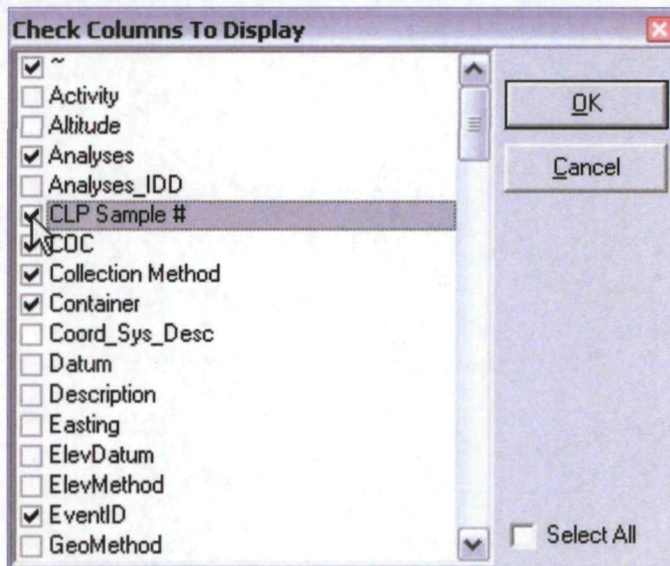 Check Columns To Display
~
Activity
Altitude
Analyses
Analyses_IDD
CLP Sample #
COC
Collection Method
Container
Coord_Sys_Desc
Datum
Description
Easting
ElevDatum
ElevMethod
EventID
GeoMethod
OK
Cancel
Select All